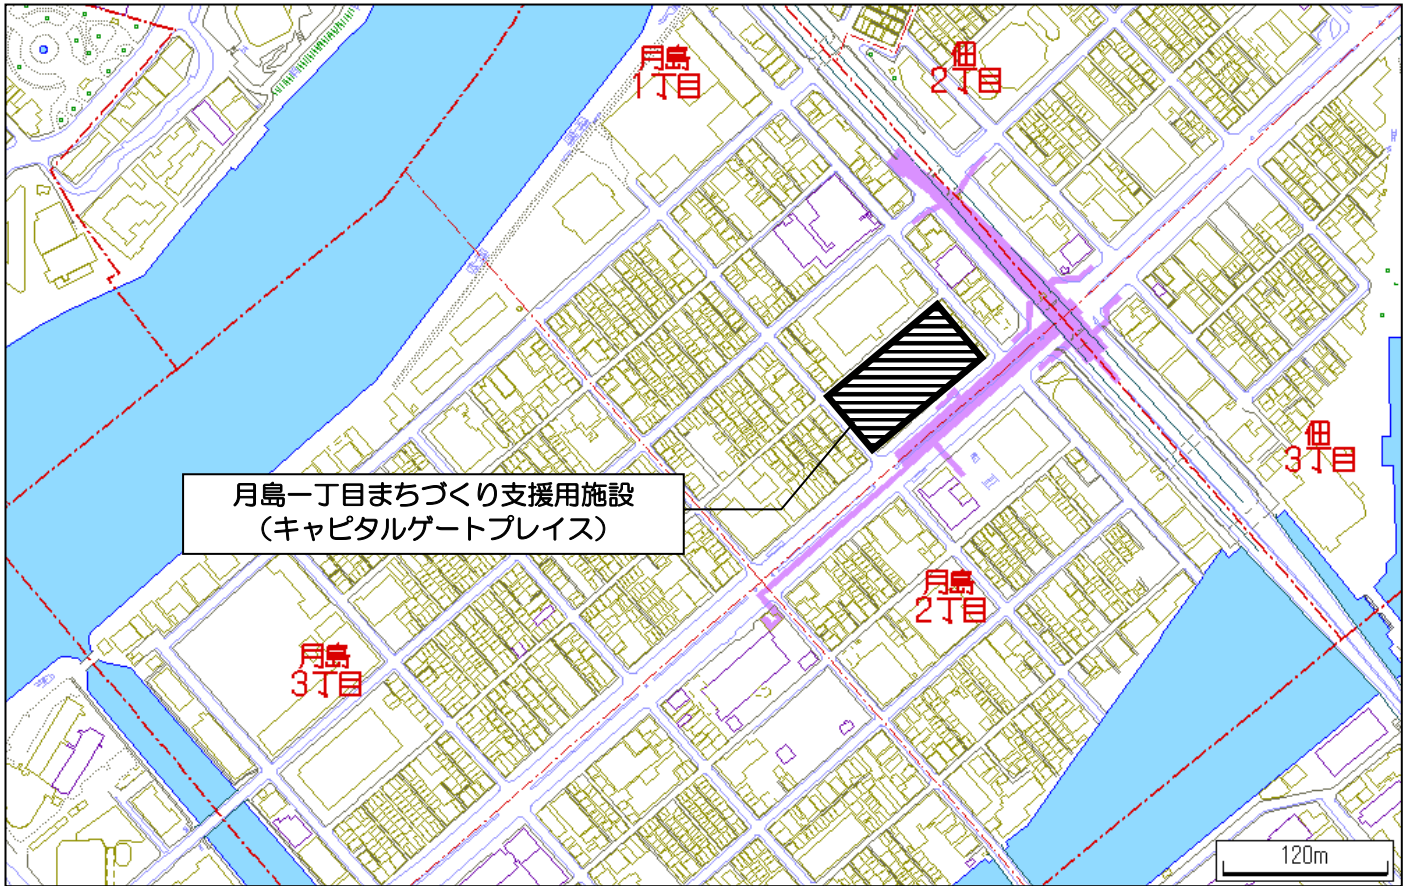 月島
1丁目
佃
2丁目
佃
3丁目
月島一丁目まちづくり支援用施設
（キャピタルゲートプレイス）
月島
2丁目
月島
3丁目
120m